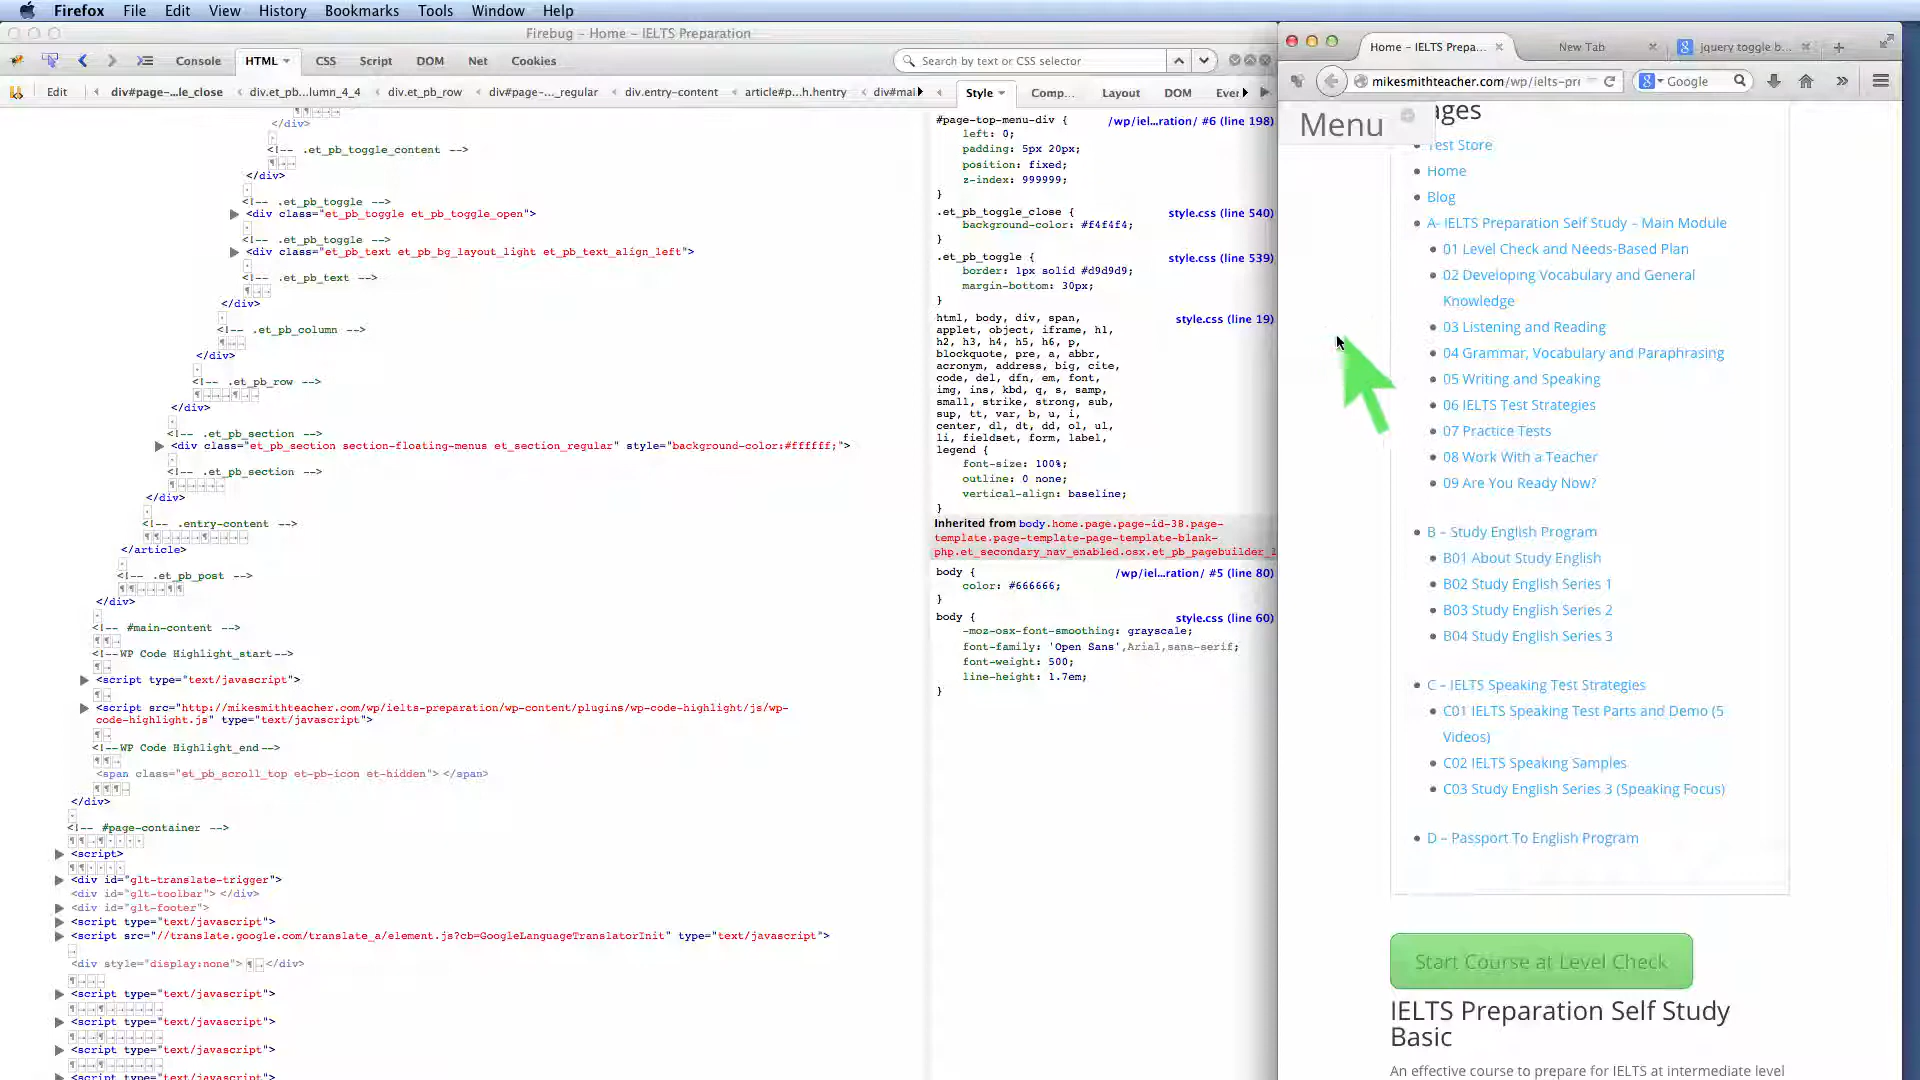 Firefox File Edit View History Bookmarks Tools Window Help
Firebug – Home – IELTS Preparation
Console HTML CSS Script DOM Net Cookies
Search by text or CSS selector
Edit div#page-...le_close div.et_pb...lumn_4_4 div.et_pb_row div#page-..._regular div.entry-content article#p...h.hentry div#mai
</div>
<!-- .et_pb_toggle_content -->
</div>
<!-- .et_pb_toggle -->
<div class="et_pb_toggle et_pb_toggle_open">
<!-- .et_pb_toggle -->
<div class="et_pb_text et_pb_bg_layout_light et_pb_text_align_left">
<!-- .et_pb_text -->
</div>
<!-- .et_pb_column -->
</div>
<!-- .et_pb_row -->
</div>
<!-- .et_pb_section -->
<div class="et_pb_section section-floating-menus et_section_regular" style="background-color:#ffffff;">
<!-- .et_pb_section -->
</div>
<!-- .entry-content -->
</article>
<!-- .et_pb_post -->
</div>
<!-- #main-content -->
<!--WP Code Highlight_start-->
<script type="text/javascript">
<script src="http://mikesmithteacher.com/wp/ielts-preparation/wp-content/plugins/wp-code-highlight/js/wp-
code-highlight.js" type="text/javascript">
<!--WP Code Highlight_end-->
<span class="et_pb_scroll_top et-pb-icon et-hidden"> </span>
</div>
<!-- #page-container -->
<script>
<div id="glt-translate-trigger">
<div id="glt-toolbar"> </div>
<div id="glt-footer">
<script type="text/javascript">
<script src="//translate.google.com/translate_a/element.js?cb=GoogleLanguageTranslatorInit" type="text/javascript">
<div style="display:none"> </div>
<script type="text/javascript">
<script type="text/javascript">
<script type="text/javascript">
<script type="text/javascript">
Style Comp... Layout DOM Ever
#page-top-menu-div { /wp/iel...ration/ #6 (line 198)
left: 0;
padding: 5px 20px;
position: fixed;
z-index: 999999;
}
.et_pb_toggle_close { style.css (line 540)
background-color: #f4f4f4;
}
.et_pb_toggle { style.css (line 539)
border: 1px solid #d9d9d9;
margin-bottom: 30px;
}
html, body, div, span, style.css (line 19)
applet, object, iframe, h1,
h2, h3, h4, h5, h6, p,
blockquote, pre, a, abbr,
acronym, address, big, cite,
code, del, dfn, em, font,
img, ins, kbd, q, s, samp,
small, strike, strong, sub,
sup, tt, var, b, u, i,
center, dl, dt, dd, ol, ul,
li, fieldset, form, label,
legend {
font-size: 100%;
outline: 0 none;
vertical-align: baseline;
}
Inherited from body.home.page.page-id-38.page-
template.page-template-page-template-blank-
php.et_secondary_nav_enabled.osx.et_pb_pagebuilder_l
body { /wp/iel...ration/ #5 (line 80)
color: #666666;
}
body { style.css (line 60)
-moz-osx-font-smoothing: grayscale;
font-family: 'Open Sans',Arial,sans-serif;
font-weight: 500;
line-height: 1.7em;
}
Home – IELTS Prepa... New Tab jquery toggle b...
mikesmithteacher.com/wp/ielts-pr Google
Menu ages
Test Store
Home
Blog
A- IELTS Preparation Self Study – Main Module
01 Level Check and Needs-Based Plan
02 Developing Vocabulary and General
Knowledge
03 Listening and Reading
04 Grammar, Vocabulary and Paraphrasing
05 Writing and Speaking
06 IELTS Test Strategies
07 Practice Tests
08 Work With a Teacher
09 Are You Ready Now?
B – Study English Program
B01 About Study English
B02 Study English Series 1
B03 Study English Series 2
B04 Study English Series 3
C – IELTS Speaking Test Strategies
C01 IELTS Speaking Test Parts and Demo (5
Videos)
C02 IELTS Speaking Samples
C03 Study English Series 3 (Speaking Focus)
D – Passport To English Program
Start Course at Level Check
IELTS Preparation Self Study
Basic
An effective course to prepare for IELTS at intermediate level